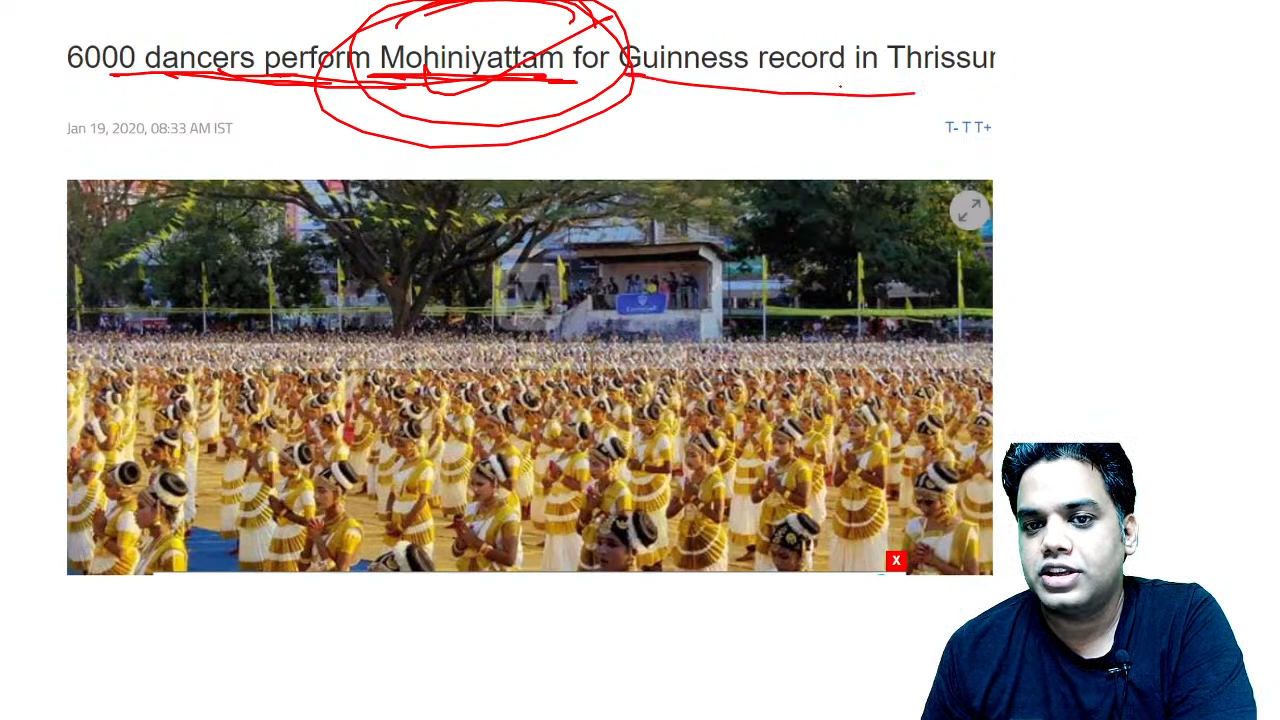 6000 dancers perform Mohiniyattam for Guinness record in Thrissur
Jan 19, 2020, 08:33 AM IST
T- T T+
X